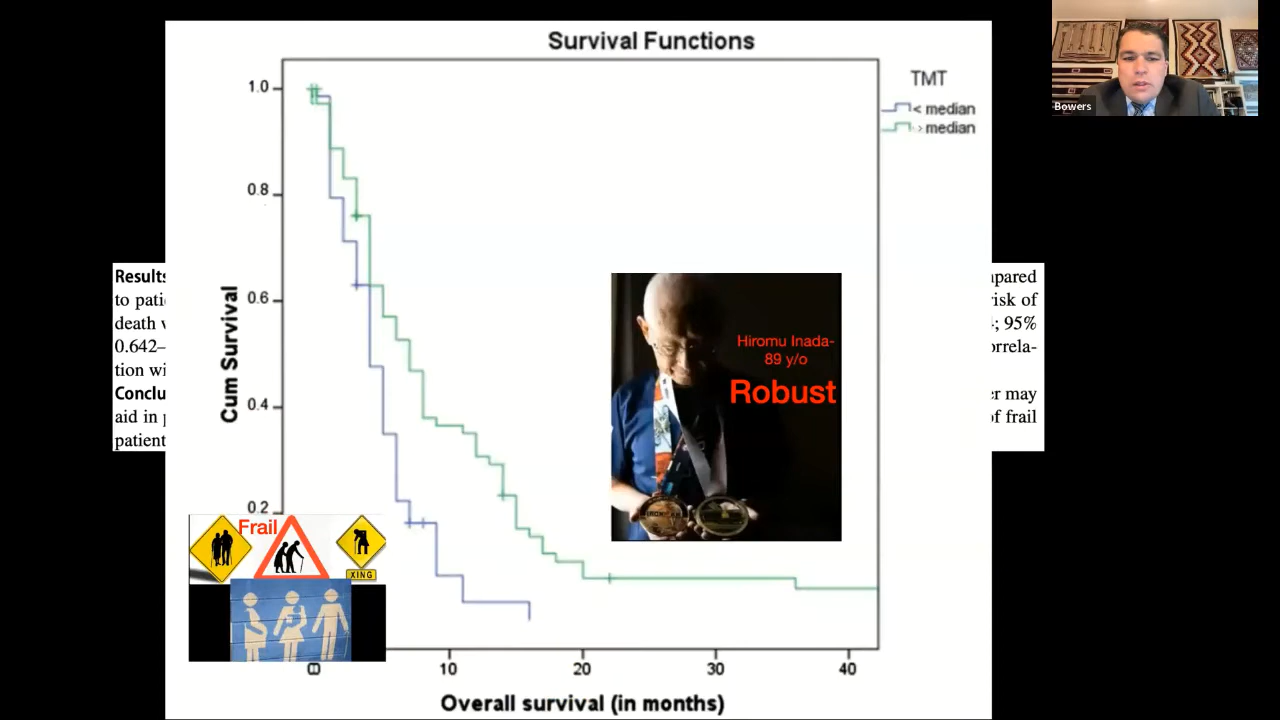 Survival Functions
TMT
< median
> median
Bowers
1.0
0.8
0.6
0.4
0.2
Cum Survival
Results
to pati
death w
0.642–
tion wi
Conclu
aid in p
patient
pared
risk of
; 95%
orrela-
er may
of frail
Hiromu Inada-
89 y/o
Robust
Frail
XING
10
20
30
40
Overall survival (in months)